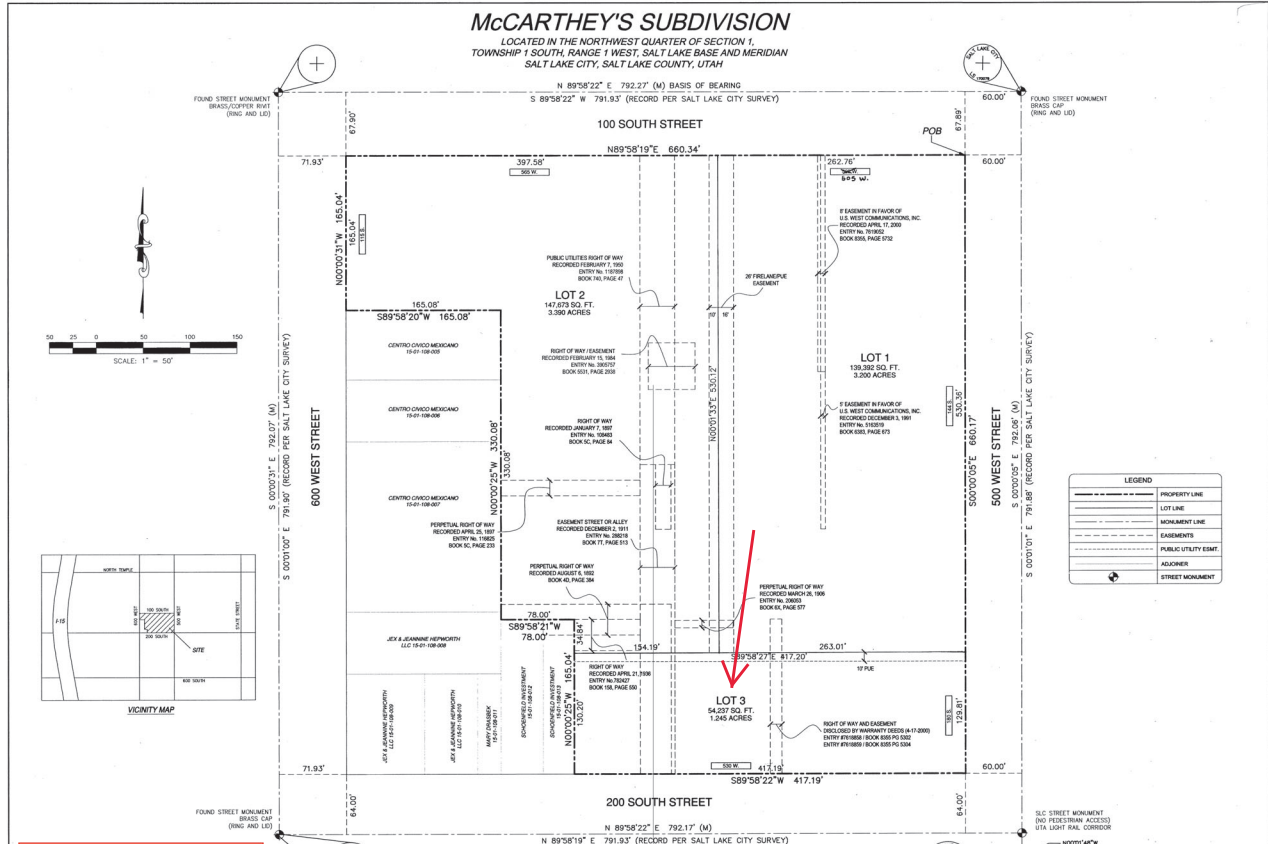 McCARTHEY'S SUBDIVISION
LOCATED IN THE NORTHWEST QUARTER OF SECTION 1,
TOWNSHIP 1 SOUTH, RANGE 1 WEST, SALT LAKE BASE AND MERIDIAN
SALT LAKE CITY, SALT LAKE COUNTY, UTAH
N 89°58'22" E 792.27' (M) BASIS OF BEARING
S 89°58'22" W 791.93' (RECORD PER SALT LAKE CITY SURVEY)
FOUND STREET MONUMENT
BRASS/COPPER RIVIT
(RING AND LID)
SALT LAKE CITY
60.00'
FOUND STREET MONUMENT
BRASS CAP
(RING AND LID)
67.90'
100 SOUTH STREET
67.89'
POB
71.93'
N89°58'19"E 660.34'
60.00'
397.58'
565 W.
262.76'
505 W.
N00°00'31"W 165.04'
165.04'
115 S.
8' EASEMENT IN FAVOR OF
U.S. WEST COMMUNICATIONS, INC.
RECORDED APRIL 17, 2000
ENTRY No. 7619052
BOOK 8355, PAGE 5732
PUBLIC UTILITIES RIGHT OF WAY
RECORDED FEBRUARY 7, 1950
ENTRY No. 1187898
BOOK 740, PAGE 47
26' FIRELANE/PUE
EASEMENT
LOT 2
147,673 SQ. FT.
3.390 ACRES
10'
16'
165.08'
S89°58'20"W 165.08'
50 25 0 50 100 150
SCALE: 1" = 50'
CENTRO CIVICO MEXICANO
15-01-108-005
RIGHT OF WAY / EASEMENT
RECORDED FEBRUARY 15, 1984
ENTRY No. 3905757
BOOK 5531, PAGE 2938
LOT 1
139,392 SQ. FT.
3.200 ACRES
N00°01'33"E 530.12'
CENTRO CIVICO MEXICANO
15-01-108-006
5' EASEMENT IN FAVOR OF
U.S. WEST COMMUNICATIONS, INC.
RECORDED DECEMBER 3, 1991
ENTRY No. 5163519
BOOK 6383, PAGE 673
144 S.
530.36'
S00°00'05"E 660.17'
500 WEST STREET
S 00°00'05" E 792.06' (M)
S 00°01'01" E 791.88' (RECORD PER SALT LAKE CITY SURVEY)
S 00°00'31" E 792.07' (M)
S 00°01'00" E 791.90' (RECORD PER SALT LAKE CITY SURVEY)
600 WEST STREET
RIGHT OF WAY
RECORDED JANUARY 7, 1897
ENTRY No. 108483
BOOK 5C, PAGE 84
N00°00'25"W 330.08'
330.08'
CENTRO CIVICO MEXICANO
15-01-108-007
PERPETUAL RIGHT OF WAY
RECORDED APRIL 25, 1897
ENTRY No. 116825
BOOK 5C, PAGE 233
EASEMENT STREET OR ALLEY
RECORDED DECEMBER 2, 1911
ENTRY No. 288218
BOOK 7T, PAGE 513
PERPETUAL RIGHT OF WAY
RECORDED AUGUST 6, 1892
BOOK 4D, PAGE 384
PERPETUAL RIGHT OF WAY
RECORDED MARCH 26, 1906
ENTRY No. 206053
BOOK 6X, PAGE 577
LEGEND
PROPERTY LINE
LOT LINE
MONUMENT LINE
EASEMENTS
PUBLIC UTILITY ESMT.
ADJOINER
STREET MONUMENT
NORTH TEMPLE
I-15
600 WEST
100 SOUTH
500 WEST
200 SOUTH
STATE STREET
SITE
600 SOUTH
VICINITY MAP
78.00'
S89°58'21"W
78.00'
34.84'
154.19'
263.01'
S89°58'27"E 417.20'
10' PUE
JEX & JEANNINE HEPWORTH
LLC 15-01-108-008
RIGHT OF WAY
RECORDED APRIL 21, 1936
ENTRY No.782427
BOOK 158, PAGE 550
JEX & JEANNINE HEPWORTH
LLC 15-01-108-009
JEX & JEANNINE HEPWORTH
LLC 15-01-108-010
MARY DRASBEK
15-01-108-011
SCHOENFIELD INVESTMENT
15-01-108-012
SCHOENFIELD INVESTMENT
15-01-108-013
N00°00'25"W 165.04'
130.20'
LOT 3
54,237 SQ. FT.
1.245 ACRES
RIGHT OF WAY AND EASEMENT
DISCLOSED BY WARRANTY DEEDS (4-17-2000)
ENTRY #7618858 / BOOK 8355 PG 5302
ENTRY #7618859 / BOOK 8355 PG 5304
180 S.
129.81'
530 W.
417.19'
71.93'
S89°58'22"W 417.19'
60.00'
64.00'
200 SOUTH STREET
64.00'
FOUND STREET MONUMENT
BRASS CAP
(RING AND LID)
N 89°58'22" E 792.17' (M)
N 89°58'19" E 791.93' (RECORD PER SALT LAKE CITY SURVEY)
SLC STREET MONUMENT
(NO PEDESTRIAN ACCESS)
UTA LIGHT RAIL CORRIDOR
N00°01'48"W